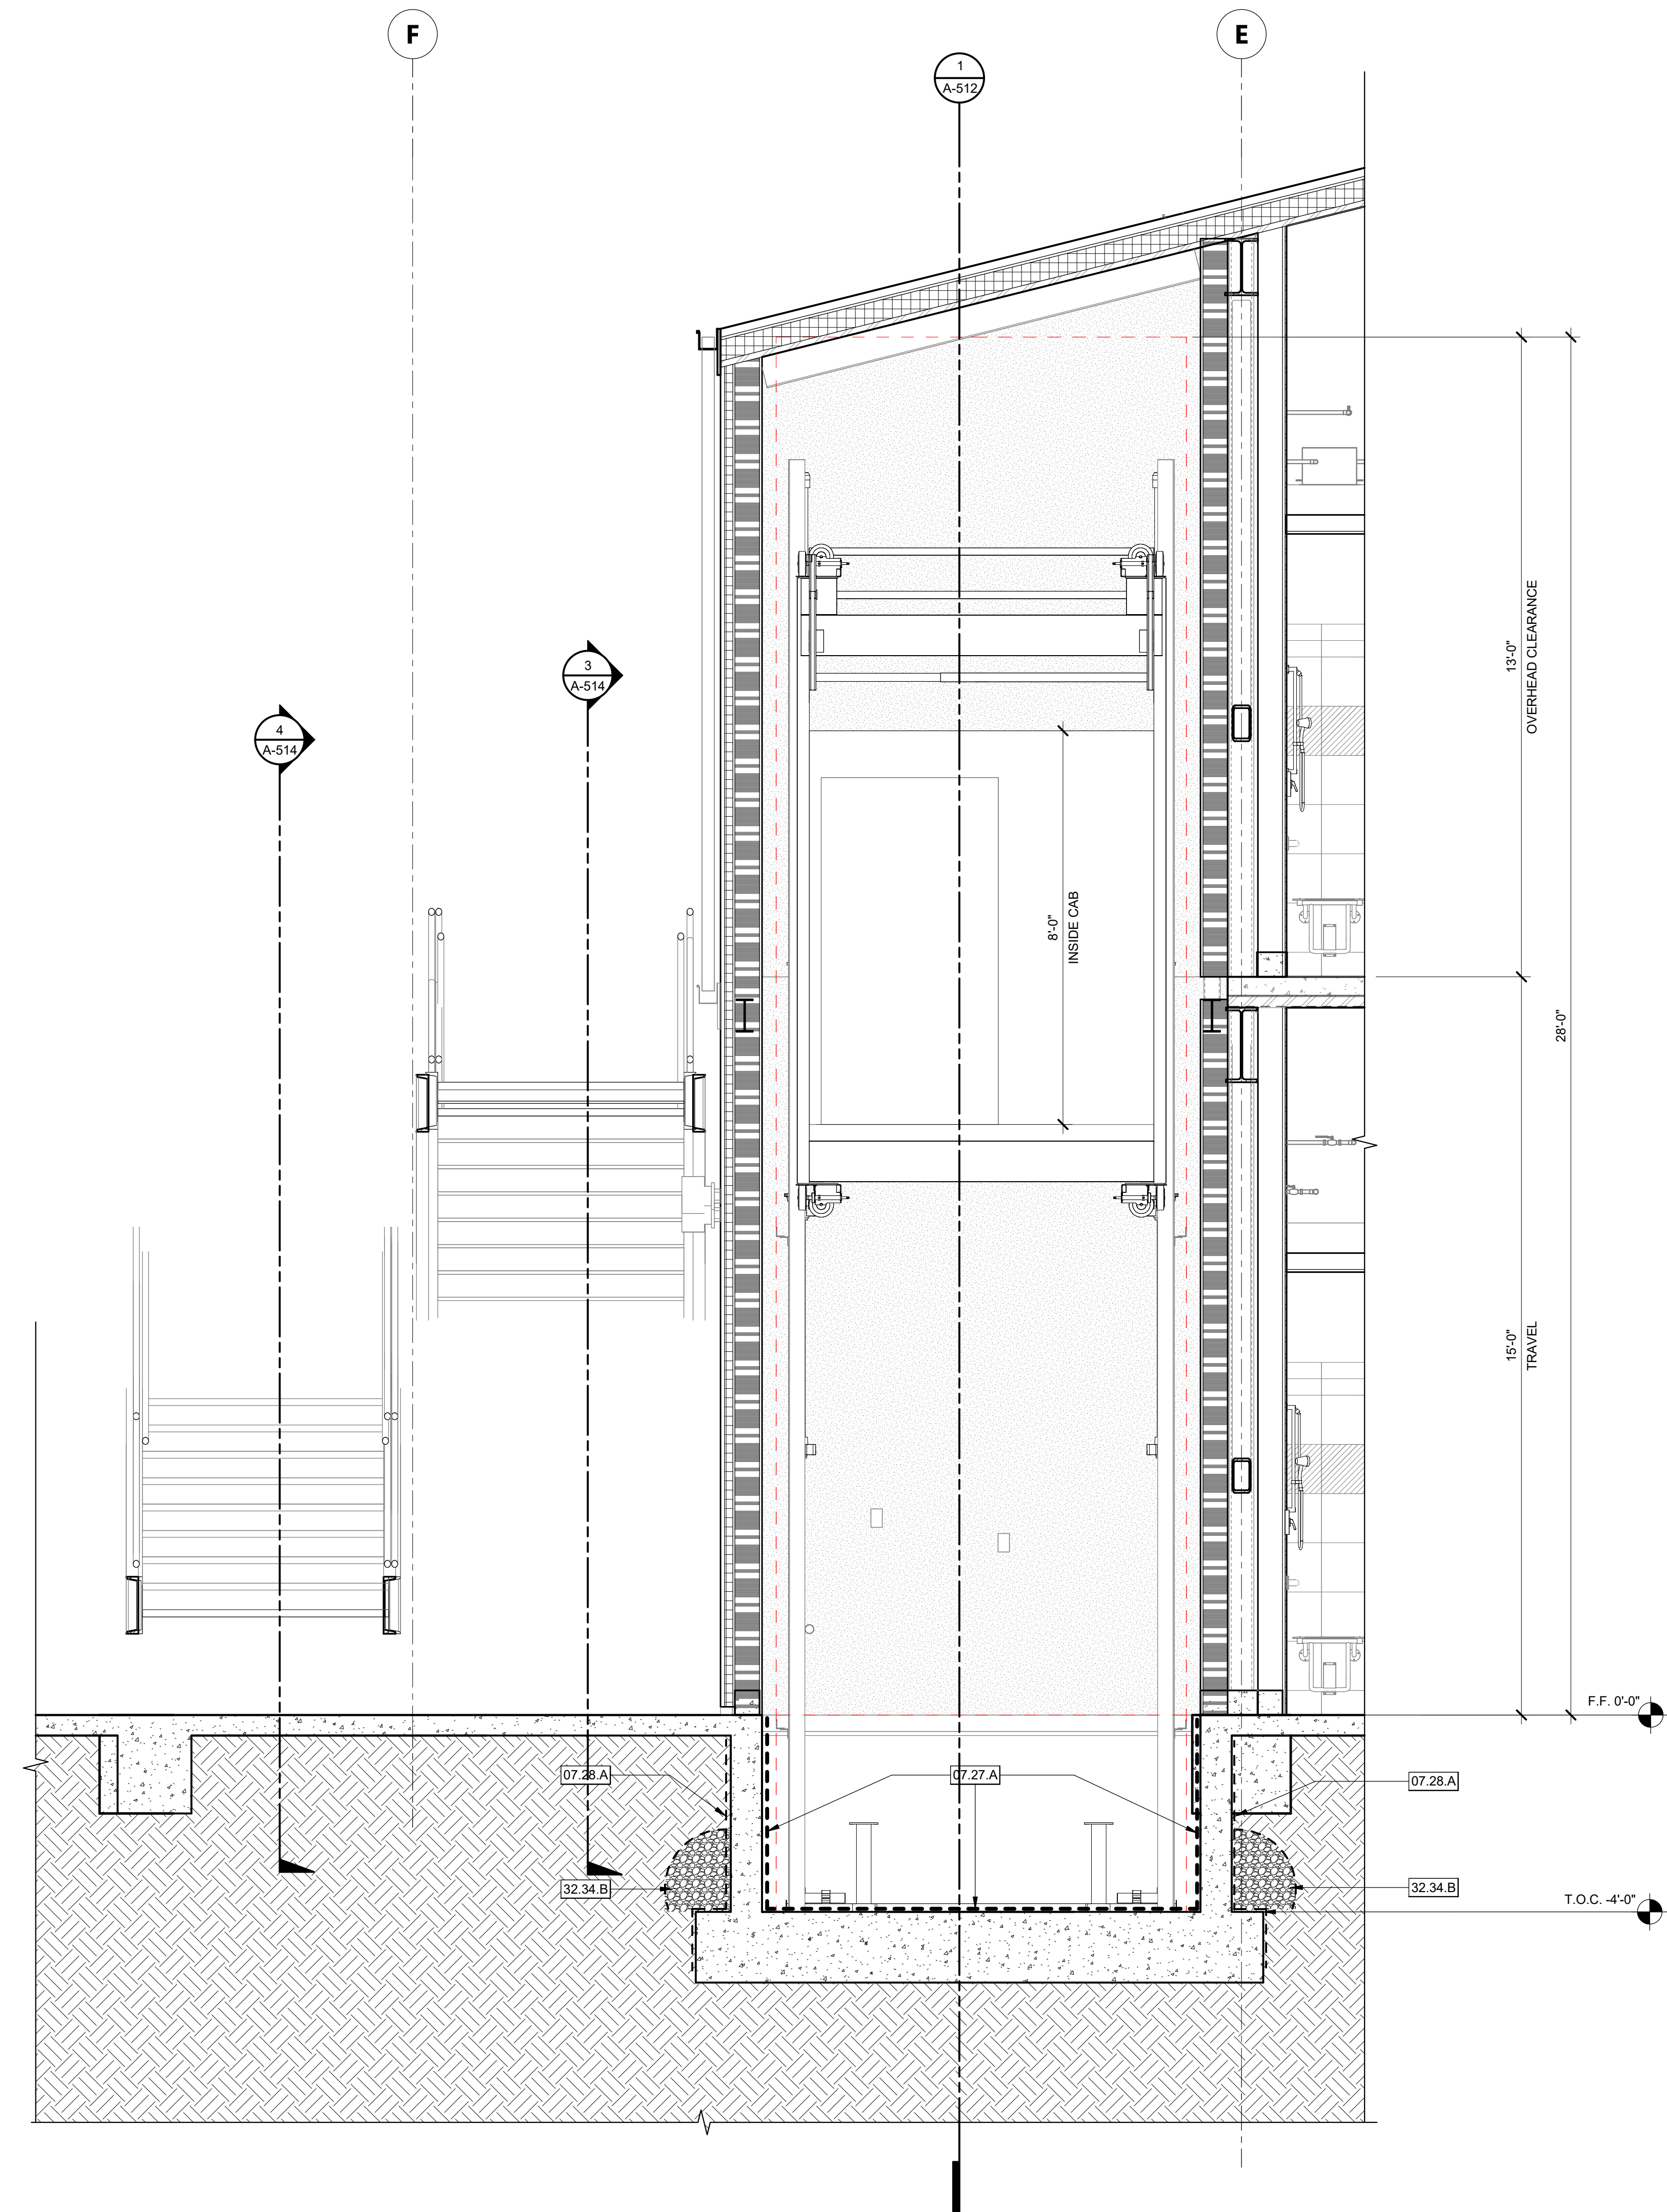 F
E
1
A-512
3
A-514
4
A-514
13'-0"
OVERHEAD CLEARANCE
8'-0"
INSIDE CAB
28'-0"
15'-0"
TRAVEL
F.F. 0'-0"
07.28.A
07.27.A
07.28.A
32.34.B
32.34.B
T.O.C. -4'-0"